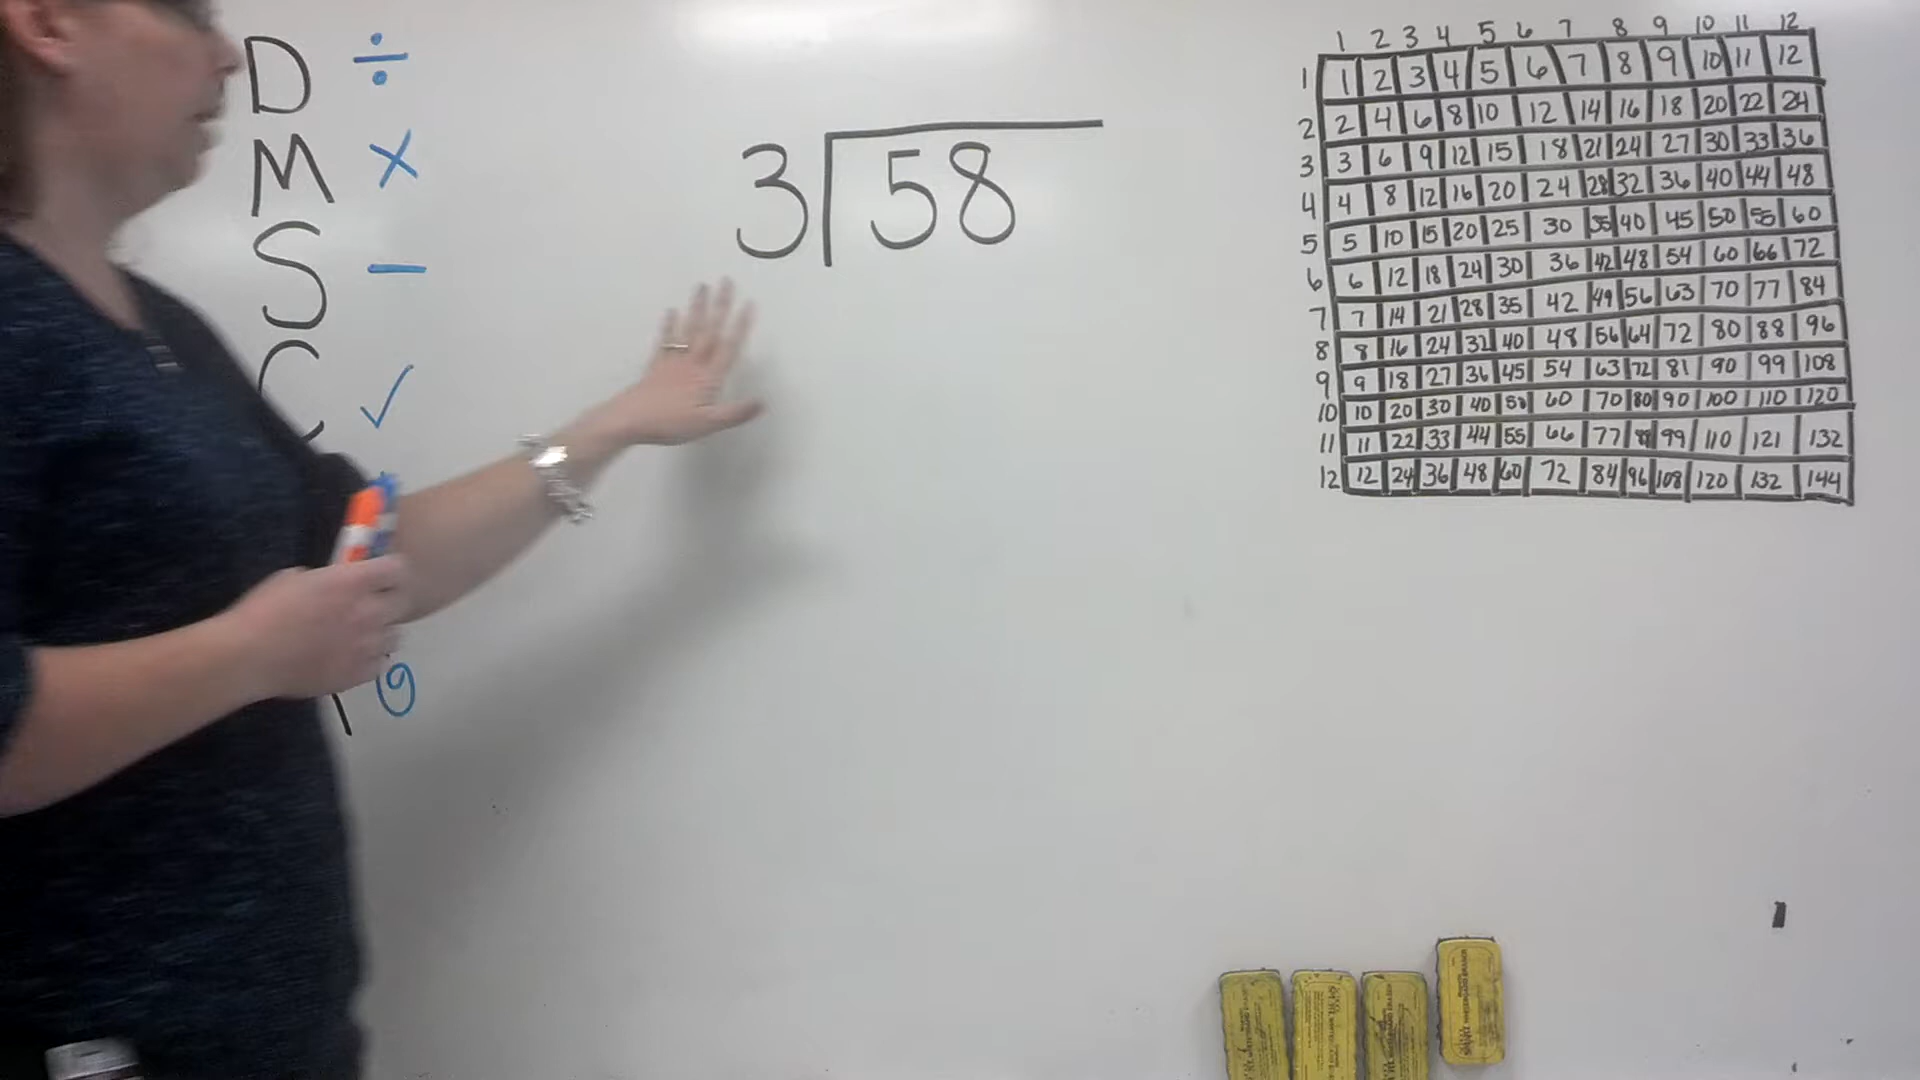 D ÷
M ×
S −
C ✓
3 58
1 2 3 4 5 6 7 8 9 10 11 12
1 1 2 3 4 5 6 7 8 9 10 11 12
2 2 4 6 8 10 12 14 16 18 20 22 24
3 3 6 9 12 15 18 21 24 27 30 33 36
4 4 8 12 16 20 24 28 32 36 40 44 48
5 5 10 15 20 25 30 35 40 45 50 55 60
6 6 12 18 24 30 36 42 48 54 60 66 72
7 7 14 21 28 35 42 49 56 63 70 77 84
8 8 16 24 32 40 48 56 64 72 80 88 96
9 9 18 27 36 45 54 63 72 81 90 99 108
10 10 20 30 40 50 60 70 80 90 100 110 120
11 11 22 33 44 55 66 77 88 99 110 121 132
12 12 24 36 48 60 72 84 96 108 120 132 144